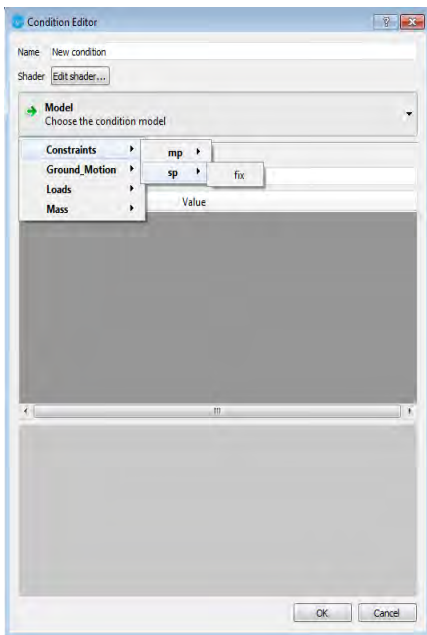 Condition Editor
Name New condition
Shader Edit shader...
Model
Choose the condition model
Constraints mp
Ground_Motion sp fix
Loads
Mass Value
OK Cancel